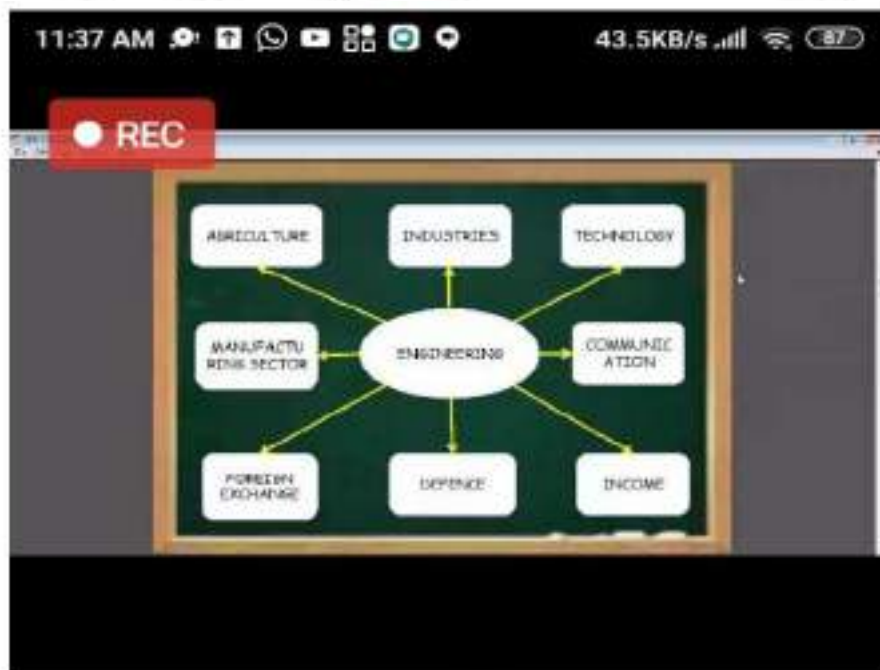 11:37 AM
43.5KB/s
87
REC
AGRICULTURE
INDUSTRIES
TECHNOLOGY
MANUFACTU
RING SECTOR
ENGINEERING
COMMUNIC
ATION
FOREIGN
EXCHANGE
DEFENCE
INCOME